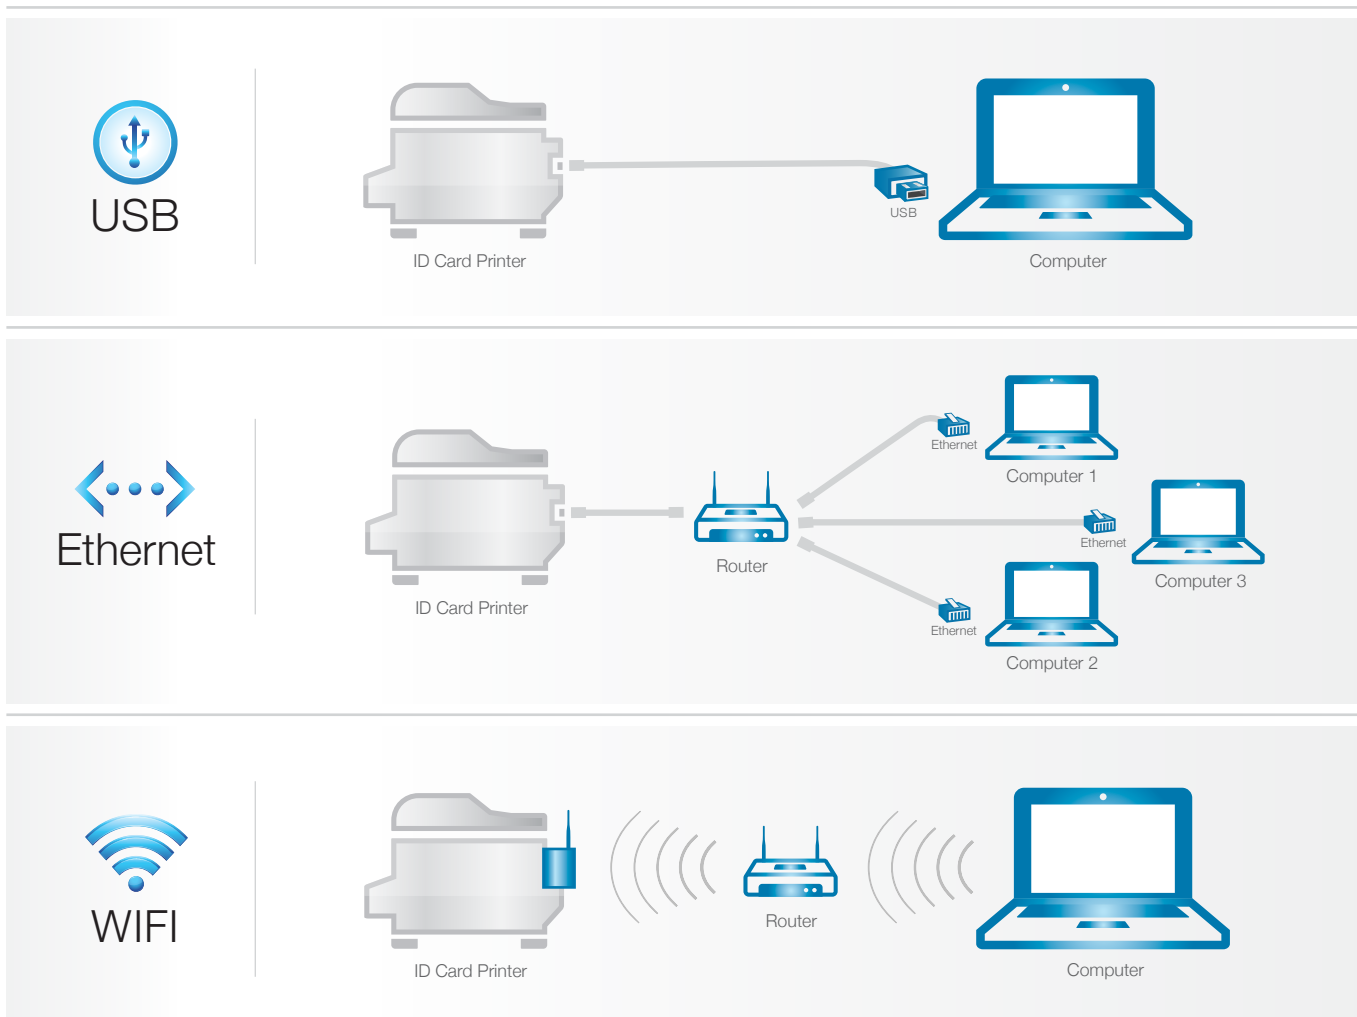 USB
ID Card Printer
USB
Computer
Ethernet
ID Card Printer
Router
Ethernet
Computer 1
Ethernet
Computer 3
Ethernet
Computer 2
WIFI
ID Card Printer
Router
Computer